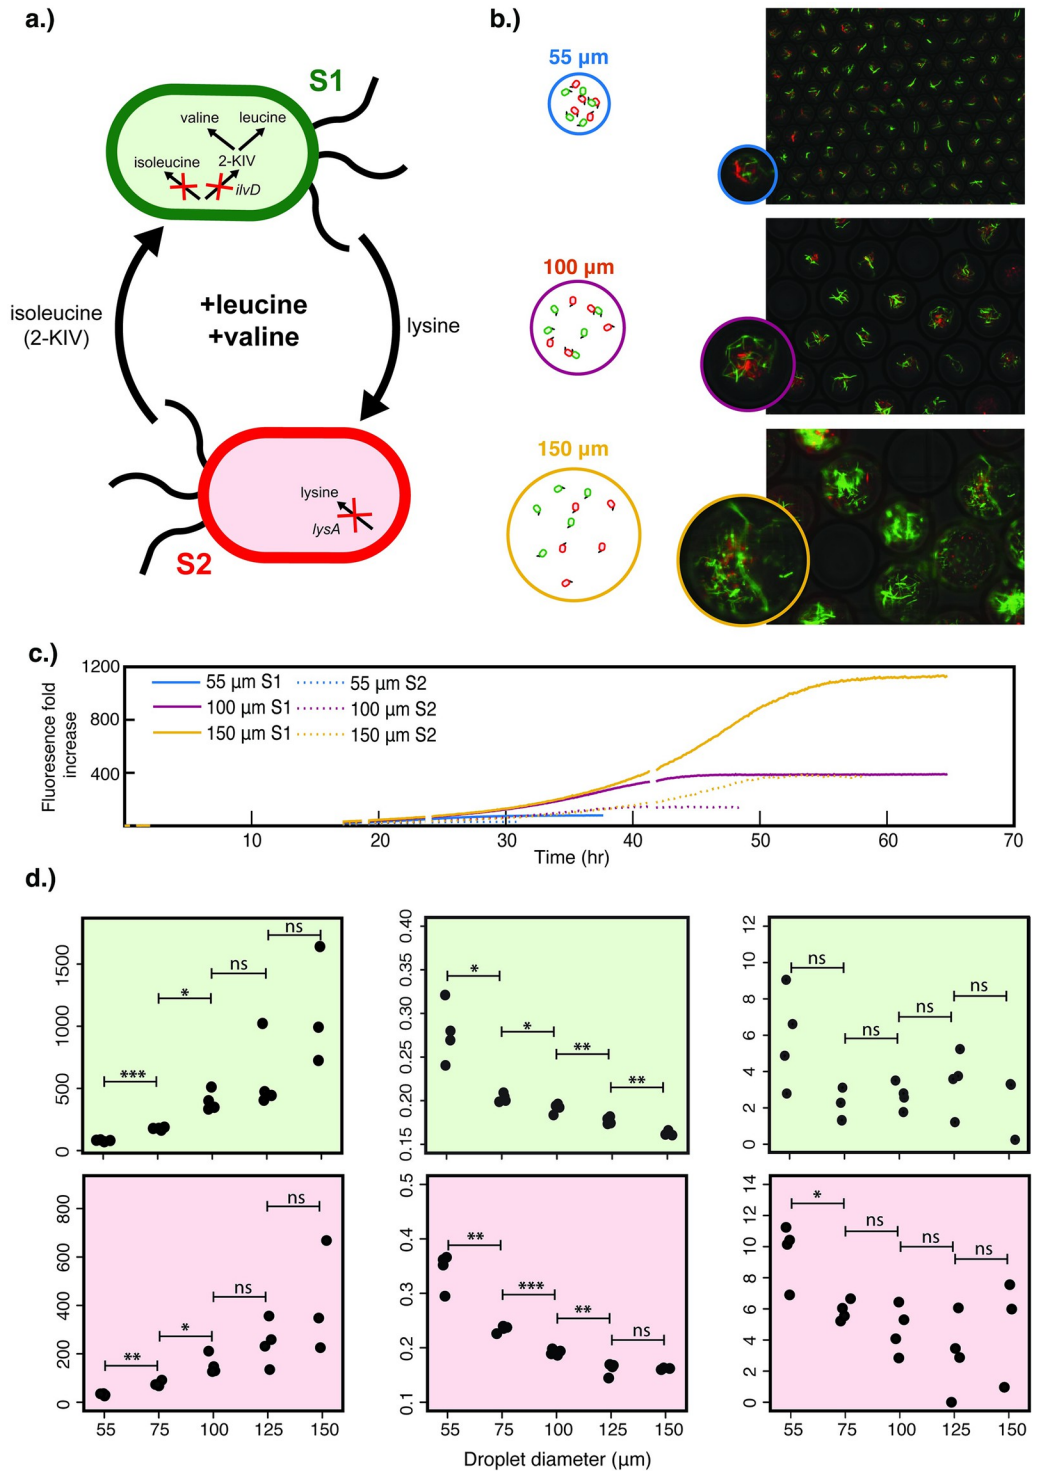 a.)
S1
valine
leucine
isoleucine
2-KIV
ilvD
isoleucine
(2-KIV)
+leucine
+valine
lysine
lysine
lysA
S2
b.)
55 µm
100 µm
150 µm
c.)
Fluoresence fold
increase
1200
800
400
55 µm S1
55 µm S2
100 µm S1
100 µm S2
150 µm S1
150 µm S2
10
20
30
40
50
60
70
Time (hr)
d.)
1500
1000
500
0
***
*
ns
ns
0.40
0.35
0.30
0.25
0.20
0.15
*
*
**
**
12
10
8
6
4
2
0
ns
ns
ns
ns
800
600
400
200
0
**
*
ns
ns
55
75
100
125
150
0.5
0.4
0.3
0.2
0.1
**
***
**
ns
55
75
100
125
150
14
12
10
8
6
4
2
0
*
ns
ns
ns
55
75
100
125
150
Droplet diameter (µm)